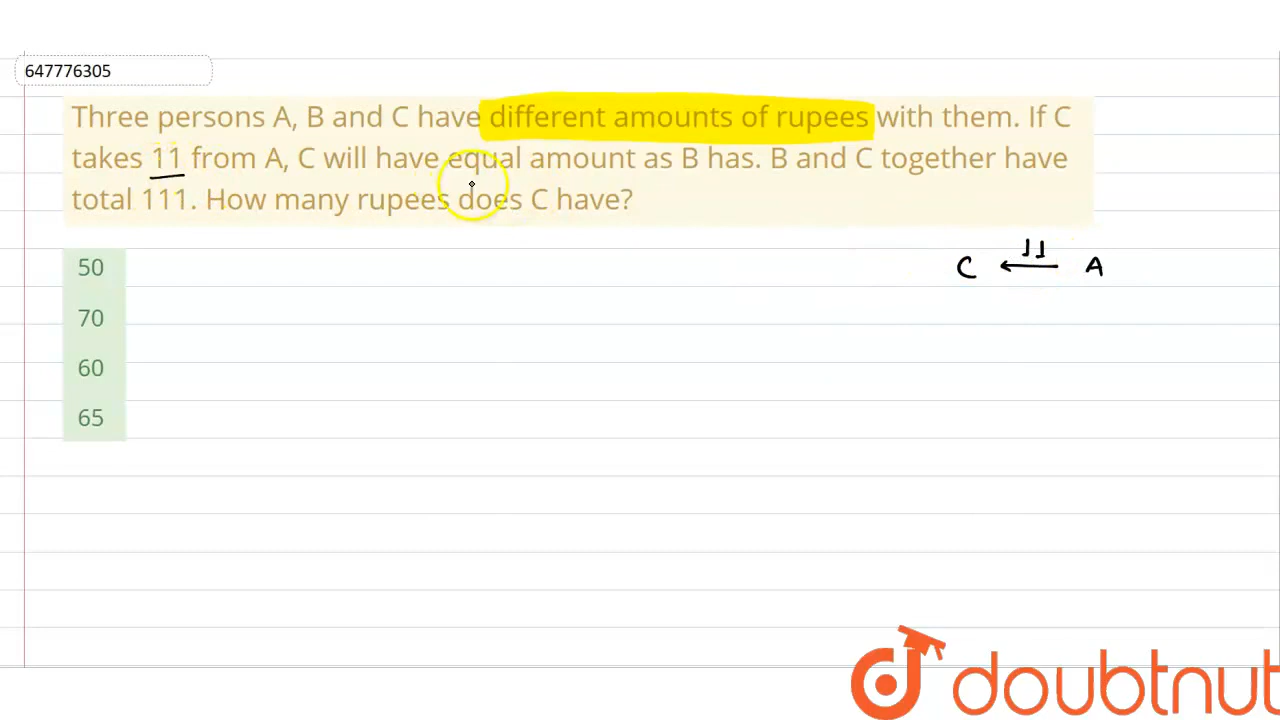 647776305
Three persons A, B and C have different amounts of rupees with them. If C
takes 11 from A, C will have equal amount as B has. B and C together have
total 111. How many rupees does C have?
C ← 11 A
50
70
60
65
doubtnut